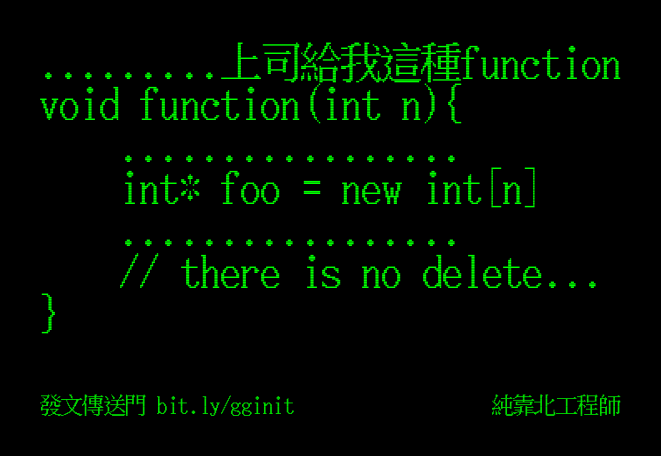 .........上司給我這種function
void function(int n){
.................
int* foo = new int[n]
.................
// there is no delete...
}
發文傳送門 bit.ly/gginit
純靠北工程師